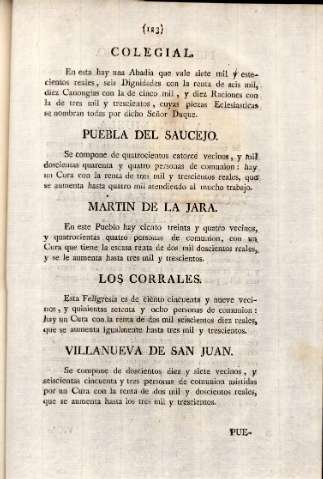 (123)
COLEGIAL.
En esta hay una Abadia que vale siete mil y sete-
cientos reales, seis Dignidades con la renta de seis mil,
diez Canongias con la de cinco mil, y diez Raciones con
la de tres mil y trescientos, cuyas piezas Eclesiasticas
se nombran todas por dicho Señor Duque.
PUEBLA DEL SAUCEJO.
Se compone de quatrocientos catorce vecinos, y mil
doscientas quarenta y quatro personas de comunion: hay
un Cura con la renta de tres mil y trescientos reales, que
se aumenta hasta quatro mil atendiendo al mucho trabajo.
MARTIN DE LA JARA.
En este Pueblo hay ciento treinta y quatro vecinos,
y quatrocientas quatro personas de comunion, con un
Cura que tiene la escasa renta de dos mil doscientos reales,
y se le aumenta hasta tres mil y trescientos.
LOS CORRALES.
Esta Feligresia es de ciento cincuenta y nueve veci-
nos, y quinientas setenta y ocho personas de comunion:
hay un Cura con la renta de dos mil seiscientos diez reales,
que se aumenta igualmente hasta tres mil y trescientos.
VILLANUEVA DE SAN JUAN.
Se compone de doscientos diez y siete vecinos, y
seiscientas cincuenta y tres personas de comunion asistidas
por un Cura con la renta de dos mil y doscientos reales,
que se aumenta hasta los tres mil y trescientos.
PUE-